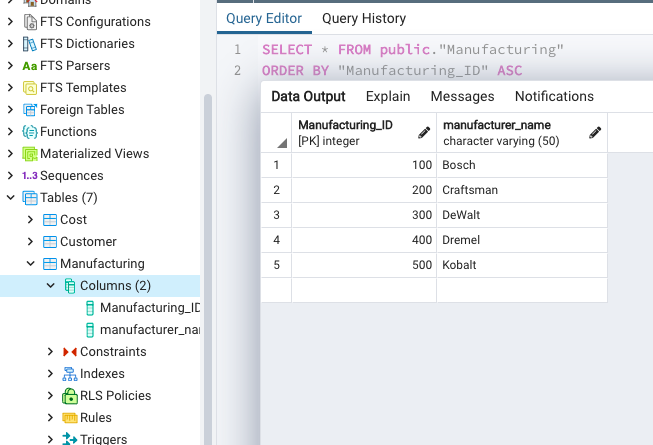 Domains
FTS Configurations
FTS Dictionaries
Aa FTS Parsers
FTS Templates
Foreign Tables
Functions
Materialized Views
1..3 Sequences
Tables (7)
Cost
Customer
Manufacturing
Columns (2)
Manufacturing_ID
manufacturer_nar
Constraints
Indexes
RLS Policies
Rules
Triggers
Query Editor Query History
1 SELECT * FROM public."Manufacturing"
2 ORDER BY "Manufacturing_ID" ASC
Data Output Explain Messages Notifications
Manufacturing_ID manufacturer_name
[PK] integer character varying (50)
1 100 Bosch
2 200 Craftsman
3 300 DeWalt
4 400 Dremel
5 500 Kobalt